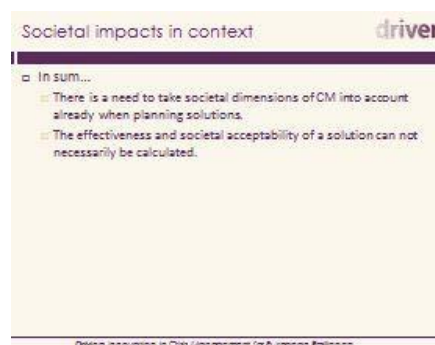 Societal impacts in context
driver
In sum...
There is a need to take societal dimensions of CM into account
already when planning solutions.
The effectiveness and societal acceptability of a solution can not
necessarily be calculated.